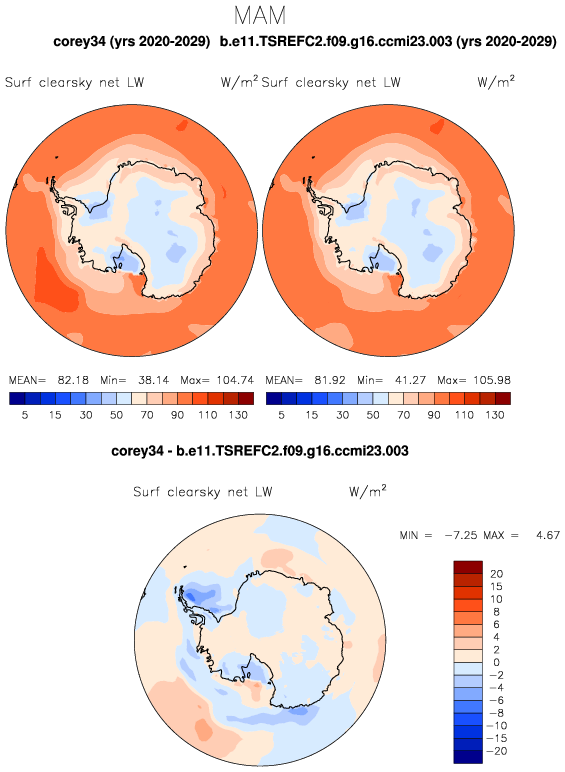 MAM
corey34 (yrs 2020-2029) b.e11.TSREFC2.f09.g16.ccmi23.003 (yrs 2020-2029)
Surf clearsky net LW W/m² Surf clearsky net LW W/m²
MEAN= 82.18 Min= 38.14 Max= 104.74 MEAN= 81.92 Min= 41.27 Max= 105.98
5 15 30 50 70 90 110 130 5 15 30 50 70 90 110 130
corey34 - b.e11.TSREFC2.f09.g16.ccmi23.003
Surf clearsky net LW W/m²
MIN = −7.25 MAX = 4.67
20
15
10
8
6
4
2
0
−2
−4
−6
−8
−10
−15
−20